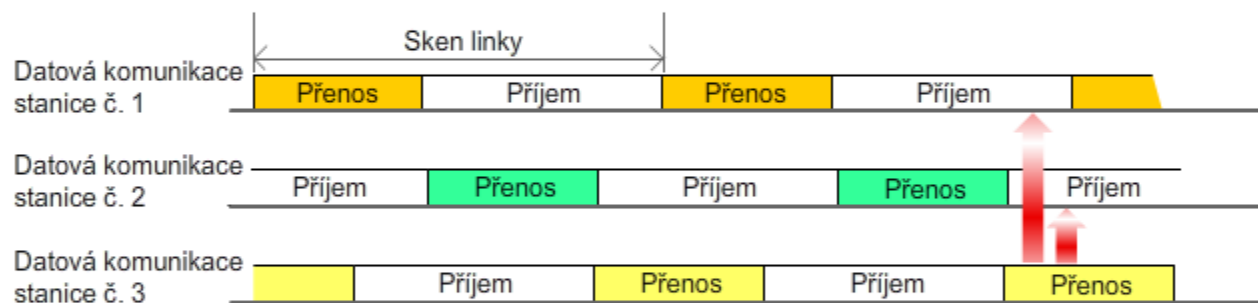 Sken linky
Datová komunikace
stanice č. 1
Přenos Příjem Přenos Příjem
Datová komunikace
stanice č. 2
Příjem Přenos Příjem Přenos Příjem
Datová komunikace
stanice č. 3
Příjem Přenos Příjem Přenos